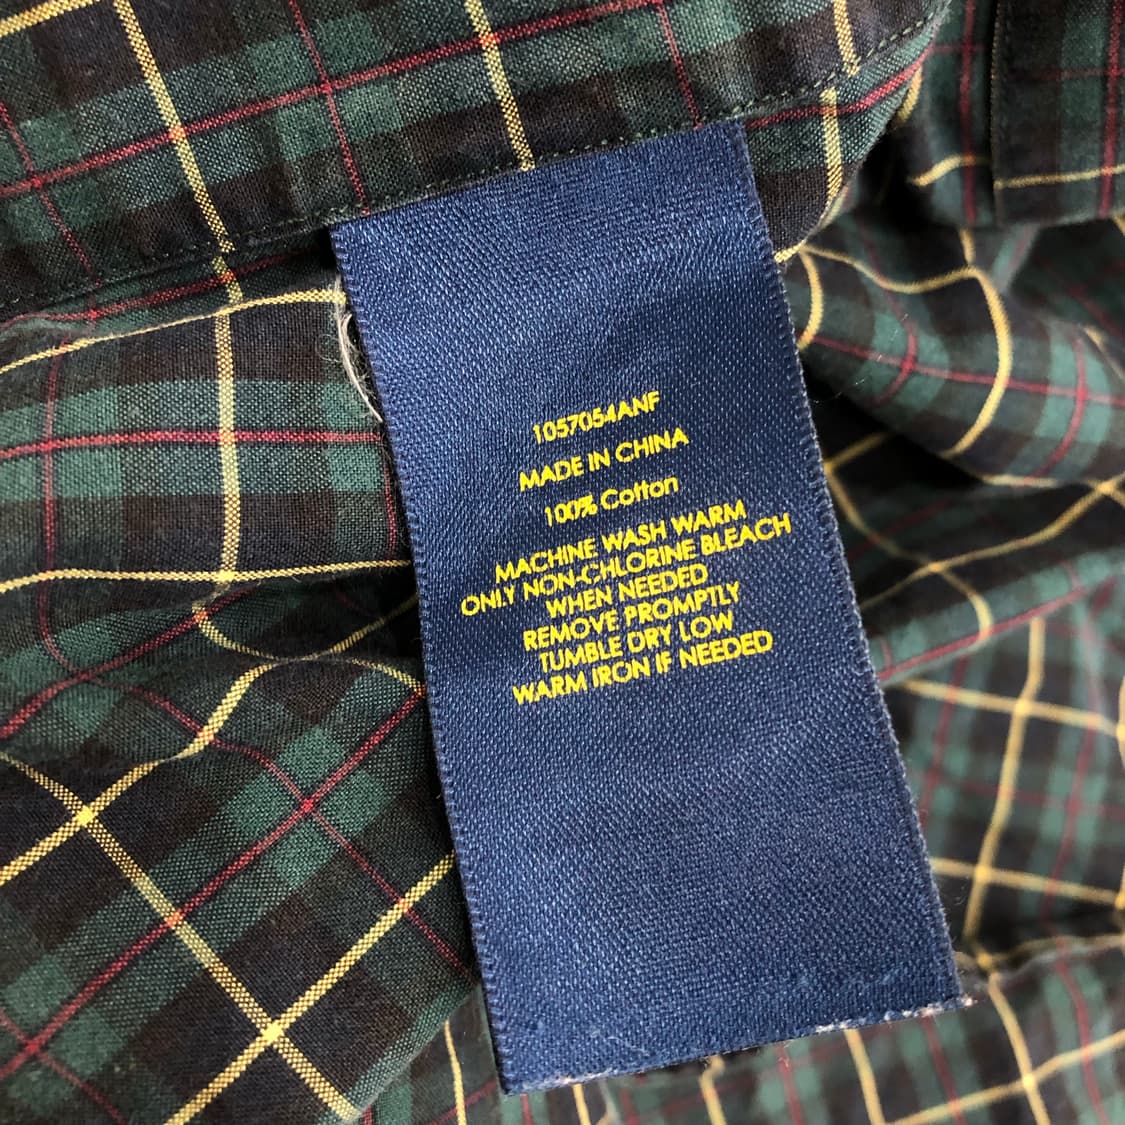 1057054ANF
MADE IN CHINA
100% Cotton
MACHINE WASH WARM
ONLY NON-CHLORINE BLEACH
WHEN NEEDED
REMOVE PROMPTLY
TUMBLE DRY LOW
WARM IRON IF NEEDED